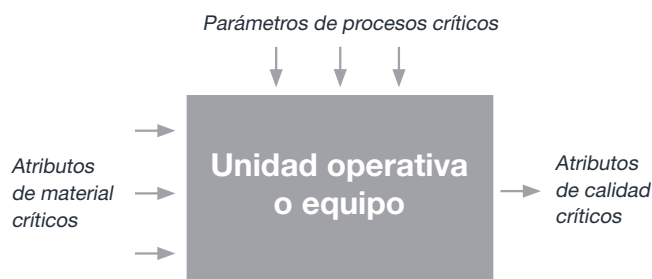 Parámetros de procesos críticos
Atributos
de material
críticos
Unidad operativa
o equipo
Atributos
de calidad
críticos